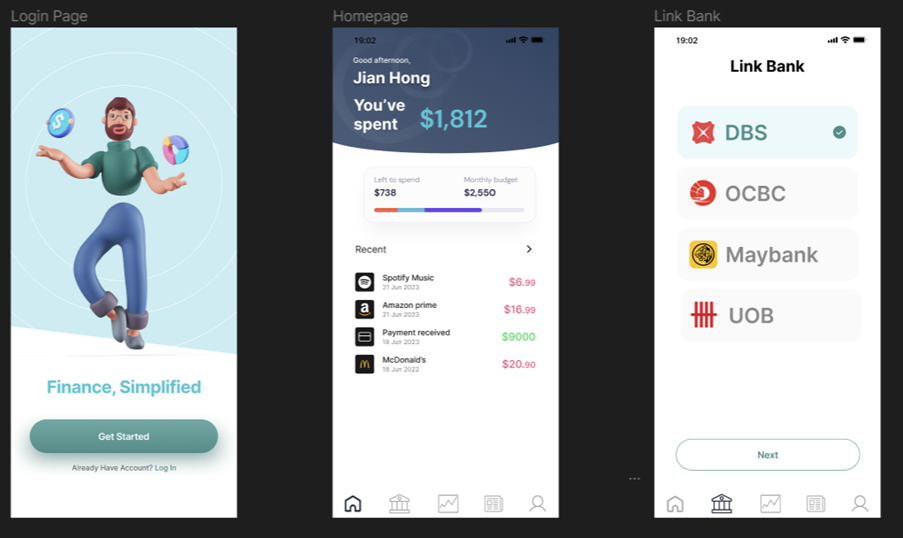 Login Page
Finance, Simplified
Get Started
Already Have Account? Log In
Homepage
19:02
Good afternoon,
Jian Hong
You've
spent
$1,812
Left to spend
$738
Monthly budget
$2,550
Recent
Spotify Music
21 Jun 2023
$6.99
Amazon prime
21 Jun 2023
$16.99
Payment received
18 Jun 2023
$9000
McDonald's
18 Jun 2022
$20.90
Link Bank
19:02
Link Bank
DBS
OCBC
Maybank
UOB
Next